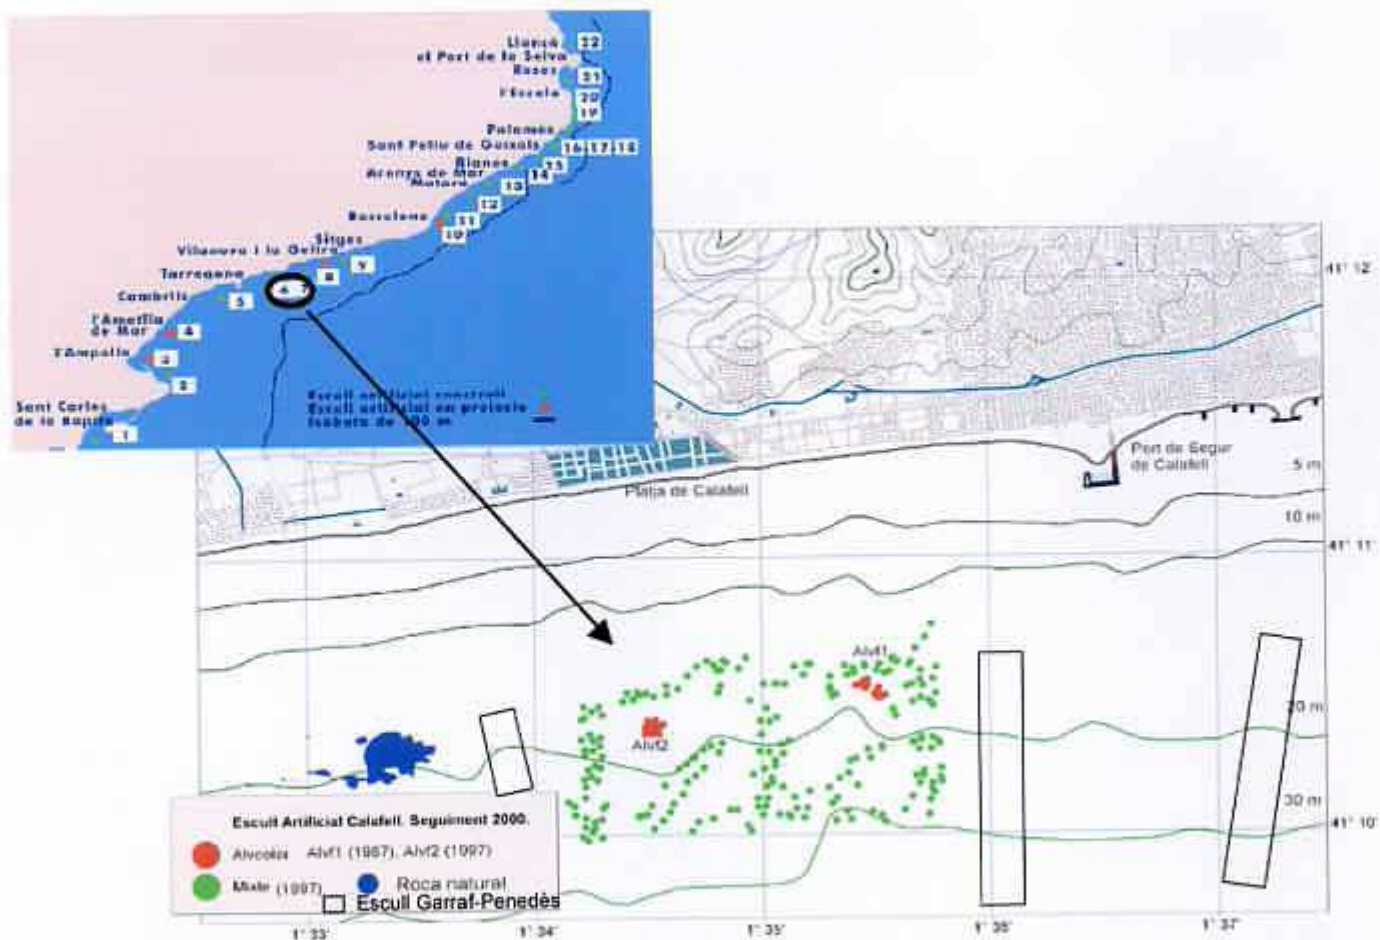 Llançà 22
el Port de la Selva
Roses 21
l'Escala 20
19
Palamós
Sant Feliu de Guíxols 16 17 18
Blanes 15
Arenys de Mar 14
Mataró 13
12
Barcelona 11
10
Sitges
Vilanova i la Geltrú 9
8
Tarragona 6 7
Cambrils 5
l'Ametlla
de Mar 4
l'Ampolla 3
2
Sant Carles
de la Ràpita 1
Escull artificial construït
Escull artificial en projecte
Isobata de 100 m
41° 12'
Port de Segur
de Calafell
5 m
Platja de Calafell
10 m
41° 11'
Alvf1
20 m
Alvf2
30 m
41° 10'
Escull Artificial Calafell. Seguiment 2000.
Alveolar Alvf1 (1987), Alvf2 (1997)
Mixte (1997) Roca natural
Escull Garraf-Penedès
1° 33' 1° 34' 1° 35' 1° 36' 1° 37'